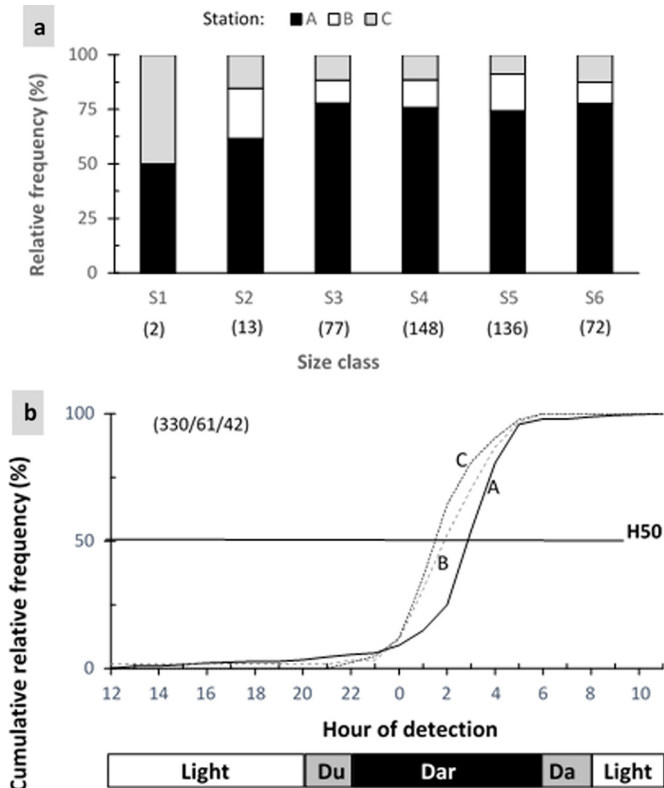 Station: A B C
a
Relative frequency (%)
100
75
50
25
0
S1 S2 S3 S4 S5 S6
(2) (13) (77) (148) (136) (72)
Size class
b
Cumulative relative frequency (%)
(330/61/42)
100
50
0
C
A
B
H50
12 14 16 18 20 22 0 2 4 6 8 10
Hour of detection
Light Du Dar Da Light